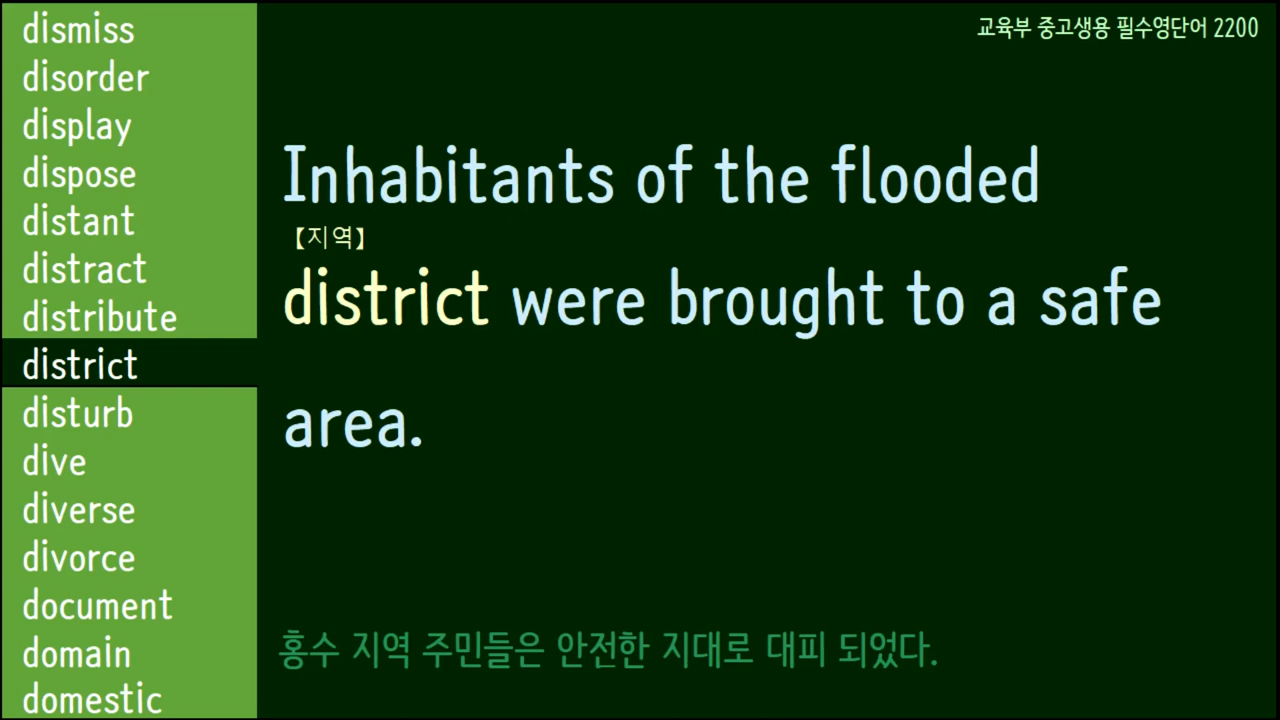 dismiss
disorder
display
dispose
distant
distract
distribute
district
disturb
dive
diverse
divorce
document
domain
domestic
교육부 중고생용 필수영단어 2200
Inhabitants of the flooded
【지역】
district were brought to a safe
area.
홍수 지역 주민들은 안전한 지대로 대피 되었다.